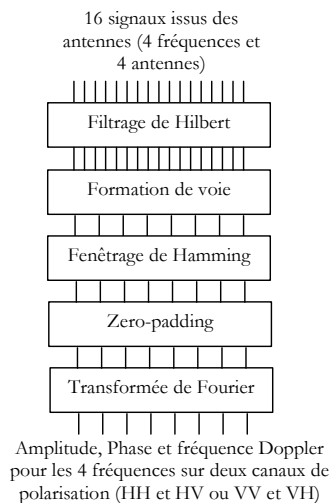 16 signaux issus des
antennes (4 fréquences et
4 antennes)
Filtrage de Hilbert
Formation de voie
Fenêtrage de Hamming
Zero-padding
Transformée de Fourier
Amplitude, Phase et fréquence Doppler
pour les 4 fréquences sur deux canaux de
polarisation (HH et HV ou VV et VH)